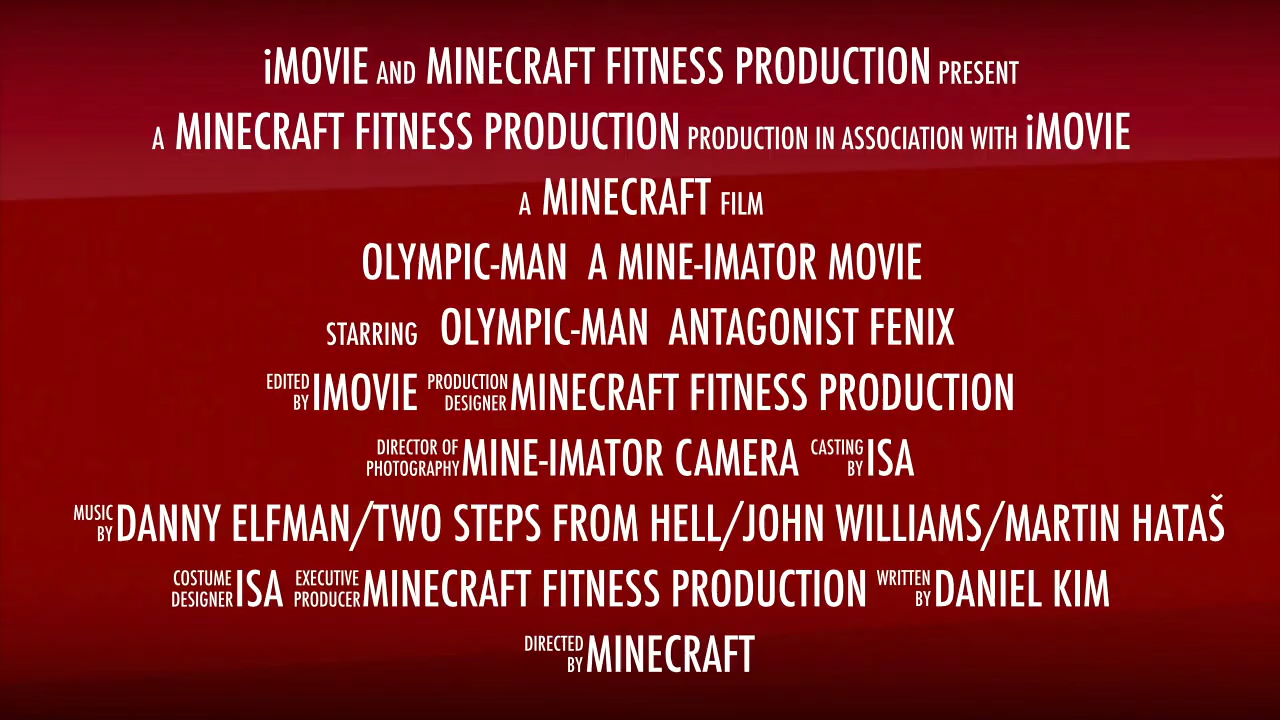 iMOVIE AND MINECRAFT FITNESS PRODUCTION PRESENT
A MINECRAFT FITNESS PRODUCTION PRODUCTION IN ASSOCIATION WITH iMOVIE
A MINECRAFT FILM
OLYMPIC-MAN A MINE-IMATOR MOVIE
STARRING OLYMPIC-MAN ANTAGONIST FENIX
EDITED BY IMOVIE PRODUCTION DESIGNER MINECRAFT FITNESS PRODUCTION
DIRECTOR OF PHOTOGRAPHY MINE-IMATOR CAMERA CASTING BY ISA
MUSIC BY DANNY ELFMAN/TWO STEPS FROM HELL/JOHN WILLIAMS/MARTIN HATAŠ
COSTUME DESIGNER ISA EXECUTIVE PRODUCER MINECRAFT FITNESS PRODUCTION WRITTEN BY DANIEL KIM
DIRECTED BY MINECRAFT